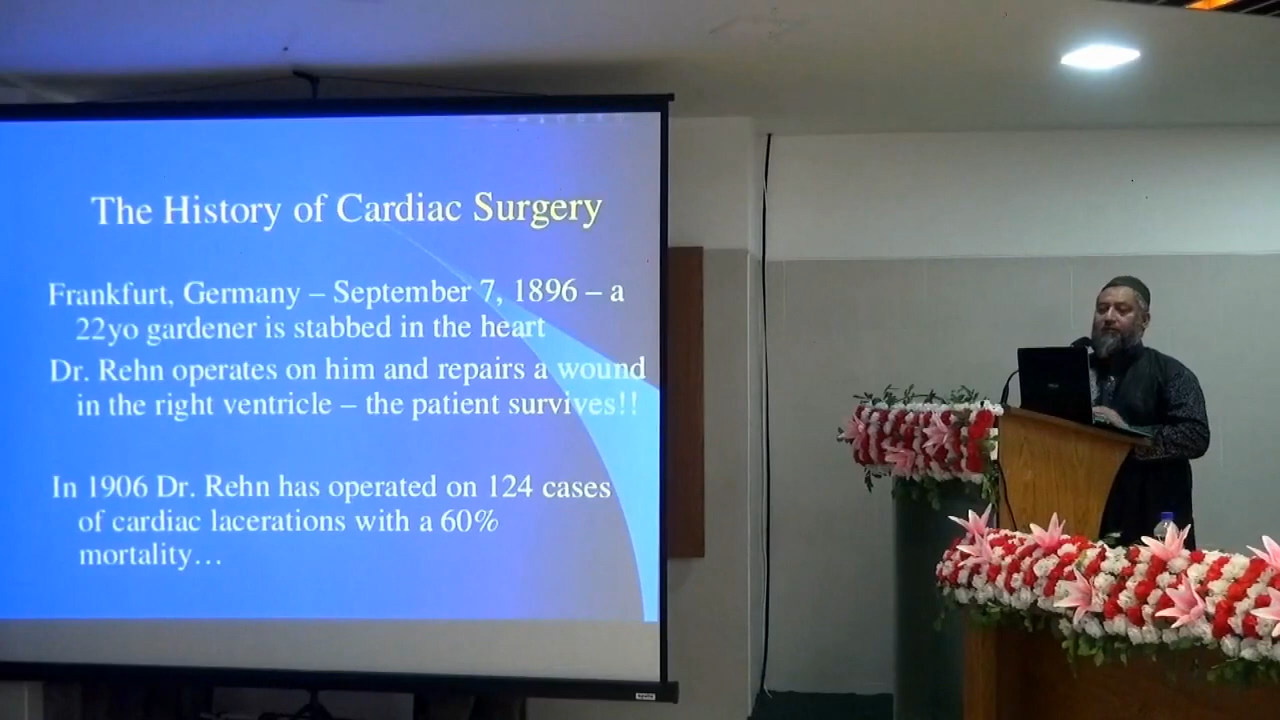 The History of Cardiac Surgery
Frankfurt, Germany – September 7, 1896 – a
22yo gardener is stabbed in the heart
Dr. Rehn operates on him and repairs a wound
in the right ventricle – the patient survives!!
In 1906 Dr. Rehn has operated on 124 cases
of cardiac lacerations with a 60%
mortality…